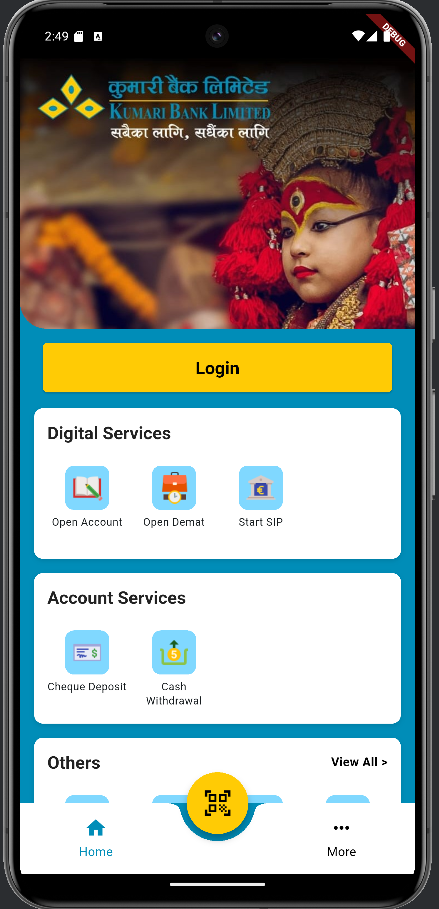 2:49
DEBUG
कुमारी बैंक लिमिटेड
KUMARI BANK LIMITED
सबैका लागि, सधैंका लागि
Login
Digital Services
Open Account
Open Demat
Start SIP
Account Services
Cheque Deposit
Cash
Withdrawal
Others
View All >
Home
More